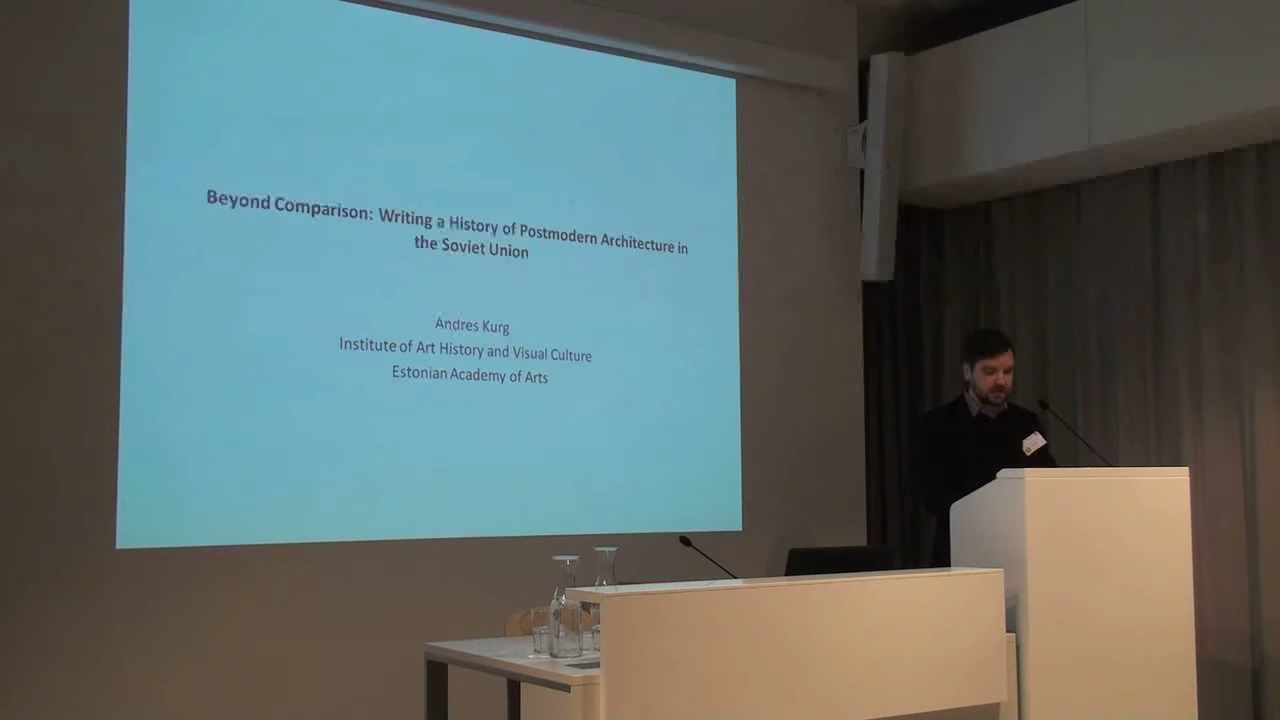 Beyond Comparison: Writing a History of Postmodern Architecture in
the Soviet Union
Andres Kurg
Institute of Art History and Visual Culture
Estonian Academy of Arts